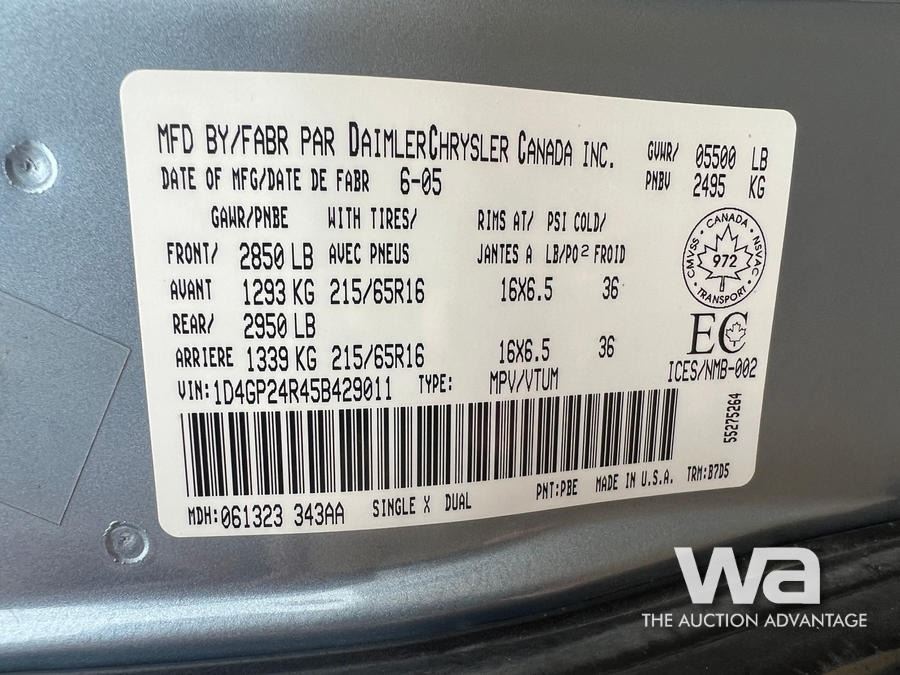 MFD BY/FABR PAR DAIMLERCHRYSLER CANADA INC. GVWR/ 05500 LB
DATE OF MFG/DATE DE FABR 6-05 PNBV 2495 KG
GAWR/PNBE WITH TIRES/ RIMS AT/ PSI COLD/
FRONT/ 2850 LB AVEC PNEUS JANTES A LB/PO² FROID
AVANT 1293 KG 215/65R16 16X6.5 36
REAR/ 2950 LB
ARRIERE 1339 KG 215/65R16 16X6.5 36
CMVSS • CANADA • NSVAC • TRANSPORT •
972
EC
ICES/NMB-002
VIN:1D4GP24R45B429011 TYPE: MPV/VTUM
55275264
MDH:061323 343AA SINGLE X DUAL PNT:PBE MADE IN U.S.A. TRM:B7D5
wa
THE AUCTION ADVANTAGE